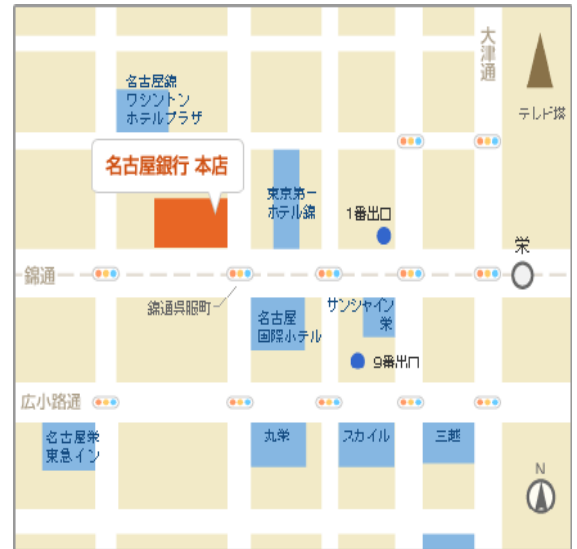 大津通
名古屋錦
ワシントン
ホテルプラザ
テレビ塔
名古屋銀行 本店
東京第一
ホテル錦
1番出口
栄
錦通
錦通呉服町
サンシャイン
栄
名古屋
国際ホテル
9番出口
広小路通
名古屋栄
東急イン
丸栄
スカイル
三越
N